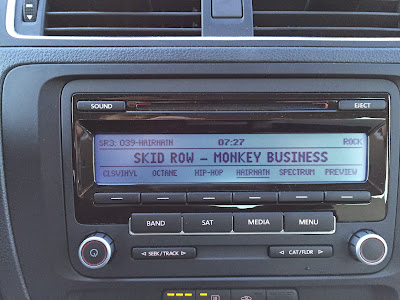 SOUND EJECT
SR3: 039-HAIRNATN 07:27 ROCK
SKID ROW - MONKEY BUSINESS
CLSVINYL OCTANE HIP-HOP HAIRNATN SPECTRUM PREVIEW
BAND SAT MEDIA MENU
SEEK/TRACK CAT/FLDR